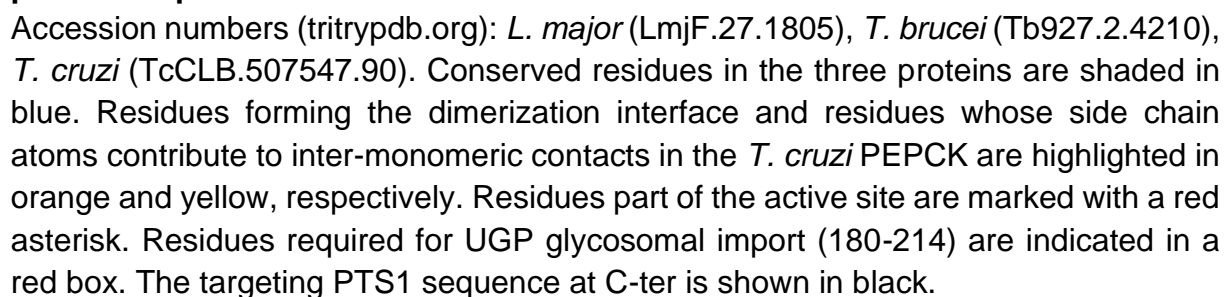 Accession numbers (tritrypdb.org): L. major (LmjF.27.1805), T. brucei (Tb927.2.4210),
T. cruzi (TcCLB.507547.90). Conserved residues in the three proteins are shaded in
blue. Residues forming the dimerization interface and residues whose side chain
atoms contribute to inter-monomeric contacts in the T. cruzi PEPCK are highlighted in
orange and yellow, respectively. Residues part of the active site are marked with a red
asterisk. Residues required for UGP glycosomal import (180-214) are indicated in a
red box. The targeting PTS1 sequence at C-ter is shown in black.